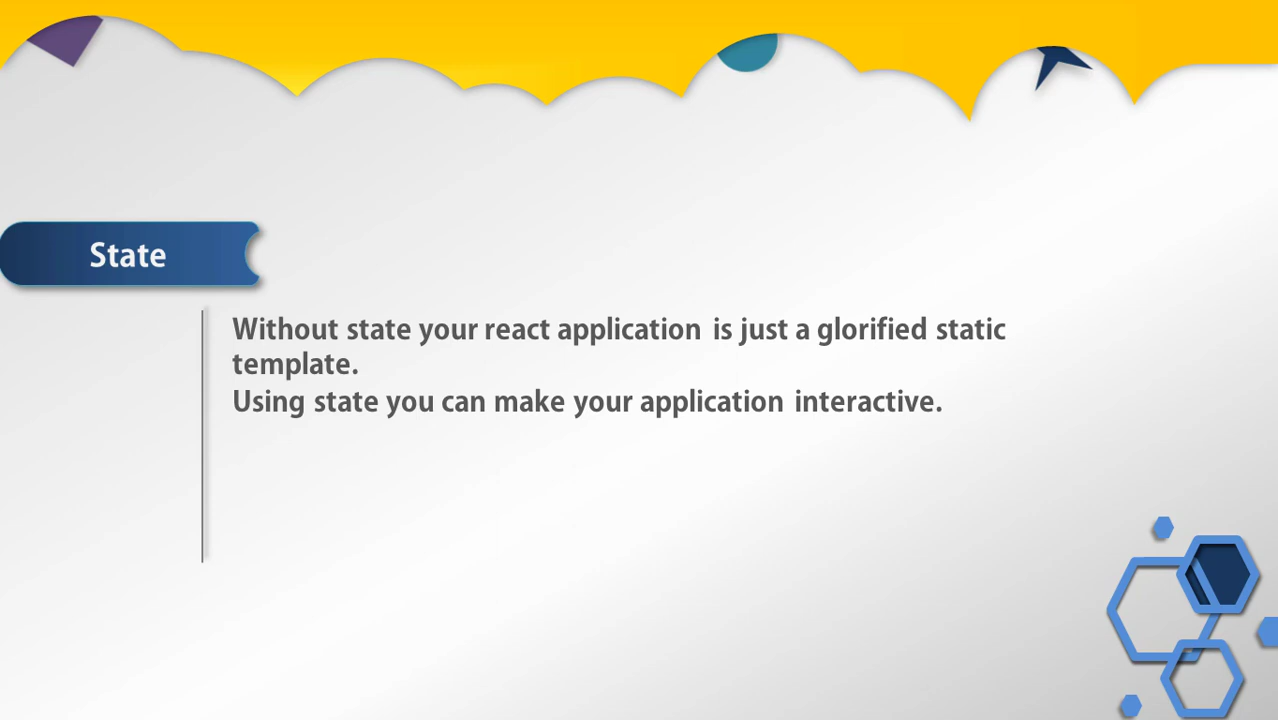 State
Without state your react application is just a glorified static
template.
Using state you can make your application interactive.